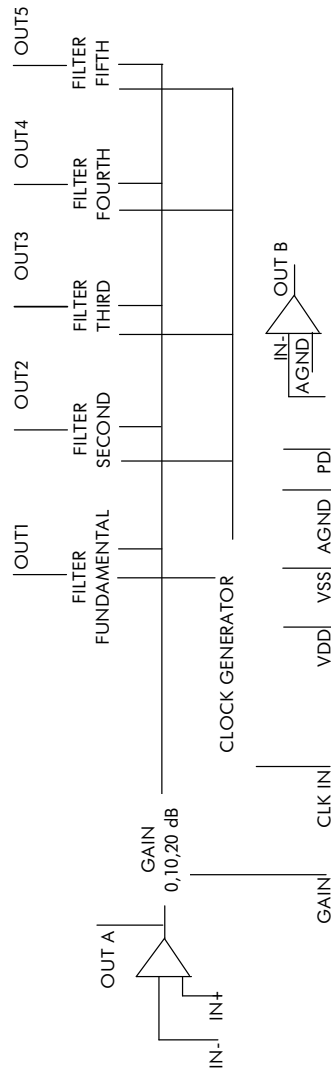 OUT1
OUT2
OUT3
OUT4
OUT5
FILTER
FUNDAMENTAL
FILTER
SECOND
FILTER
THIRD
FILTER
FOURTH
FILTER
FIFTH
OUT A
GAIN
0,10,20 dB
IN-
IN+
CLOCK GENERATOR
IN-
AGND
OUT B
GAIN
CLK IN
VDD
VSS
AGND
PD